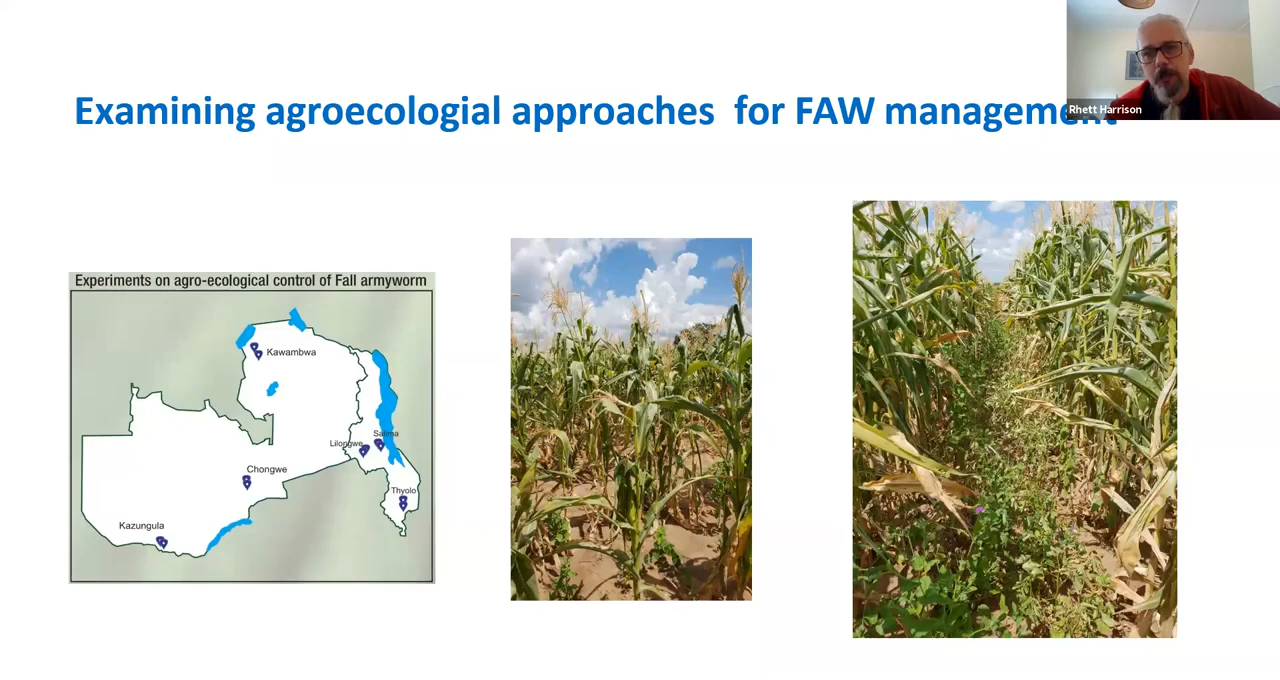 Examining agroecologial approaches  for FAW management
Rhett Harrison
Experiments on agro-ecological control of Fall armyworm
Kawambwa
Salima
Lilongwe
Chongwe
Thyolo
Kazungula